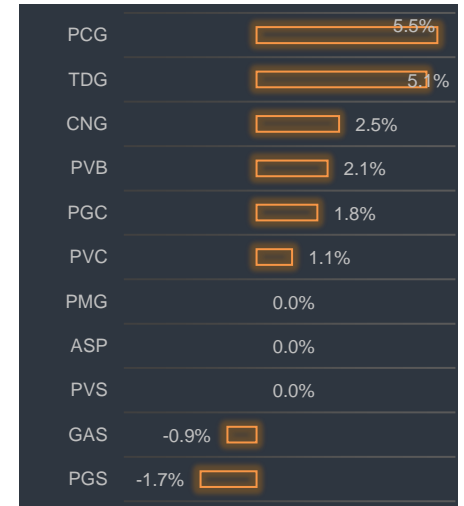 PCG 5.5%
TDG 5.1%
CNG 2.5%
PVB 2.1%
PGC 1.8%
PVC 1.1%
PMG 0.0%
ASP 0.0%
PVS 0.0%
GAS -0.9%
PGS -1.7%